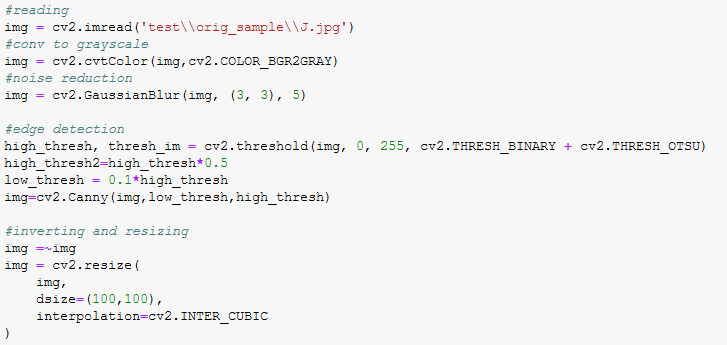 #reading
img = cv2.imread('test\\orig_sample\\J.jpg')
#conv to grayscale
img = cv2.cvtColor(img,cv2.COLOR_BGR2GRAY)
#noise reduction
img = cv2.GaussianBlur(img, (3, 3), 5)

#edge detection
high_thresh, thresh_im = cv2.threshold(img, 0, 255, cv2.THRESH_BINARY + cv2.THRESH_OTSU)
high_thresh2=high_thresh*0.5
low_thresh = 0.1*high_thresh
img=cv2.Canny(img,low_thresh,high_thresh)

#inverting and resizing
img =~img
img = cv2.resize(
    img,
    dsize=(100,100),
    interpolation=cv2.INTER_CUBIC
)